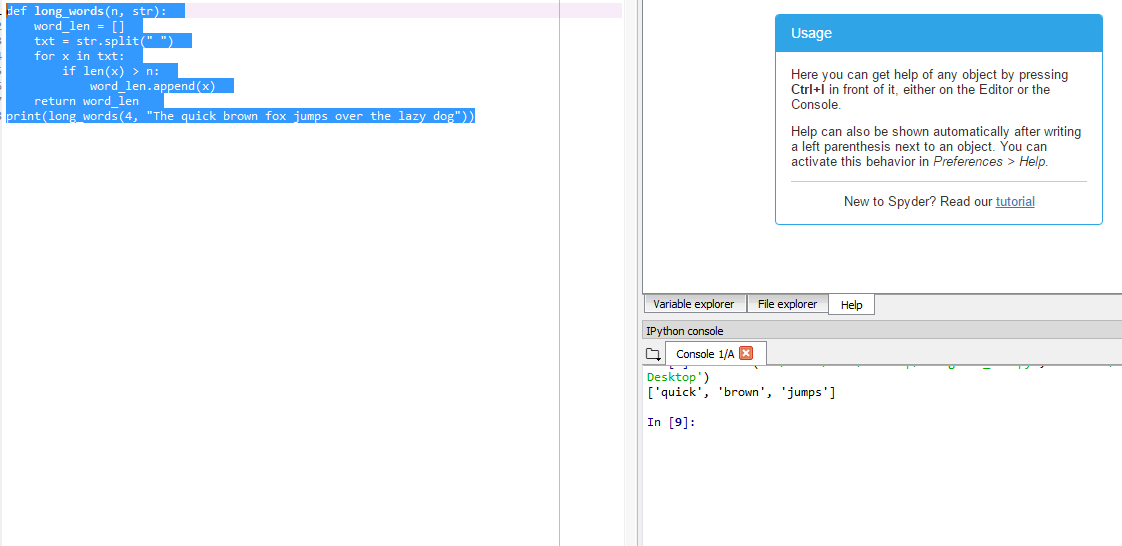 def long_words(n, str):
    word_len = []
    txt = str.split(" ")
    for x in txt:
        if len(x) > n:
            word_len.append(x)
    return word_len
print(long_words(4, "The quick brown fox jumps over the lazy dog"))
Usage
Here you can get help of any object by pressing
Ctrl+I in front of it, either on the Editor or the
Console.
Help can also be shown automatically after writing
a left parenthesis next to an object. You can
activate this behavior in Preferences > Help.
New to Spyder? Read our tutorial
Variable explorer File explorer Help
IPython console
Console 1/A
Desktop')
['quick', 'brown', 'jumps']
In [9]: